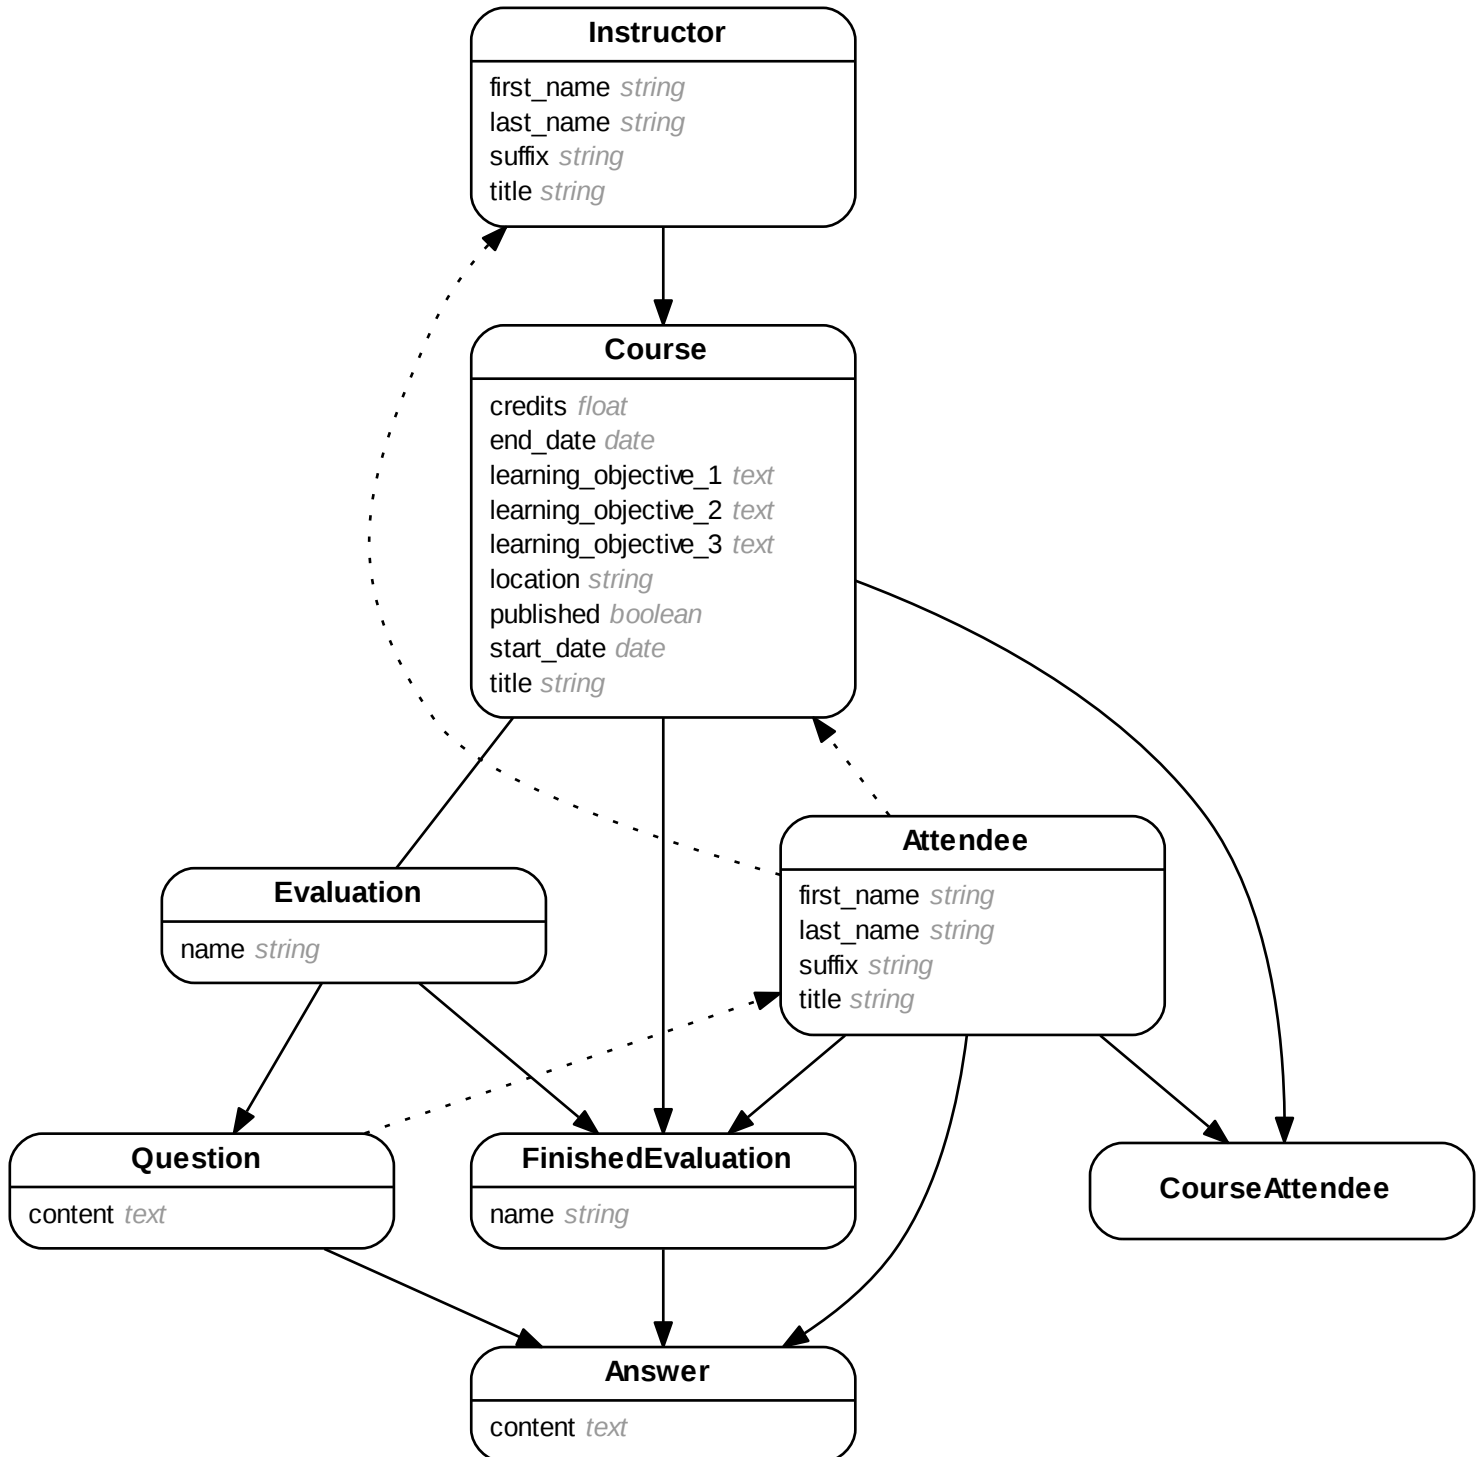 Instructor
first_name string
last_name string
suffix string
title string
Course
credits float
end_date date
learning_objective_1 text
learning_objective_2 text
learning_objective_3 text
location string
published boolean
start_date date
title string
Attendee
first_name string
last_name string
suffix string
title string
Evaluation
name string
Question
content text
FinishedEvaluation
name string
CourseAttendee
Answer
content text